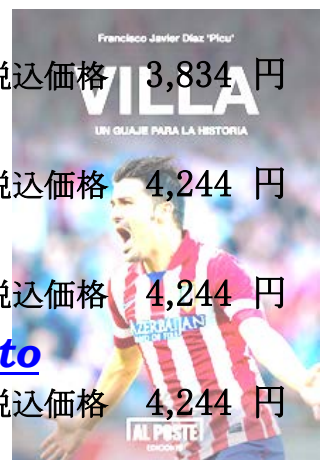 Francisco Javier Díaz 'Picu'
税込価格 3,834 円
VILLA
UN GUAJE PARA LA HISTORIA
税込価格 4,244 円
税込価格 4,244 円
AZERBAIJAN
to
税込価格 4,244 円
AL POSTE
EDICIONES